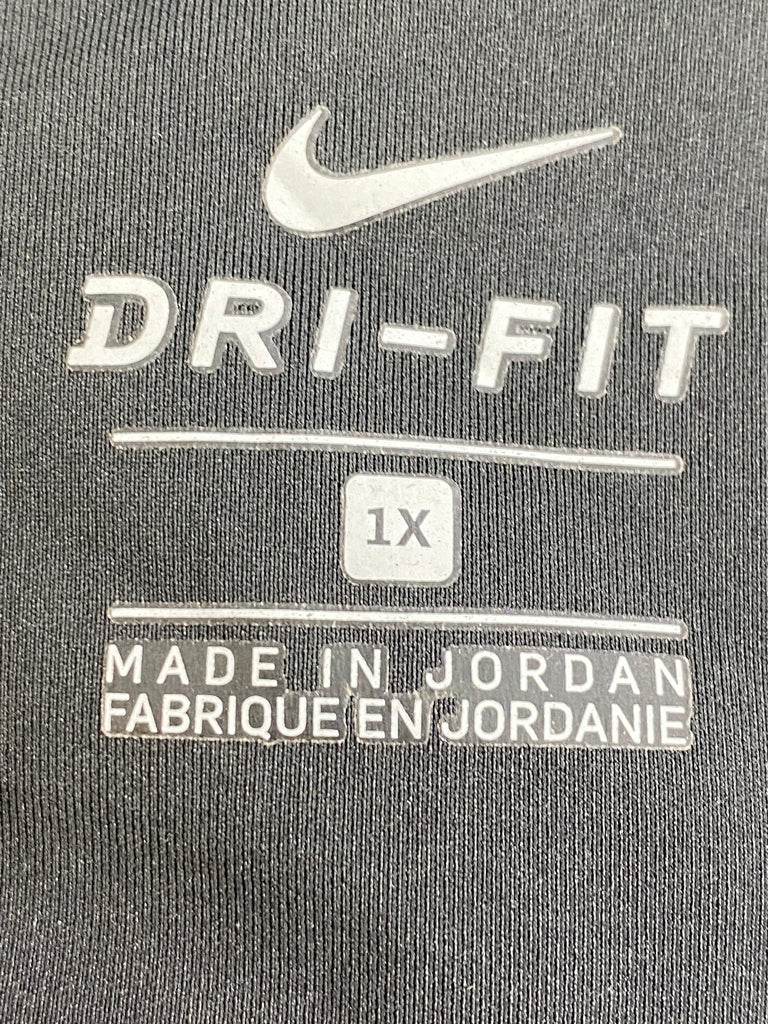 DRI-FIT
1X
MADE IN JORDAN
FABRIQUE EN JORDANIE